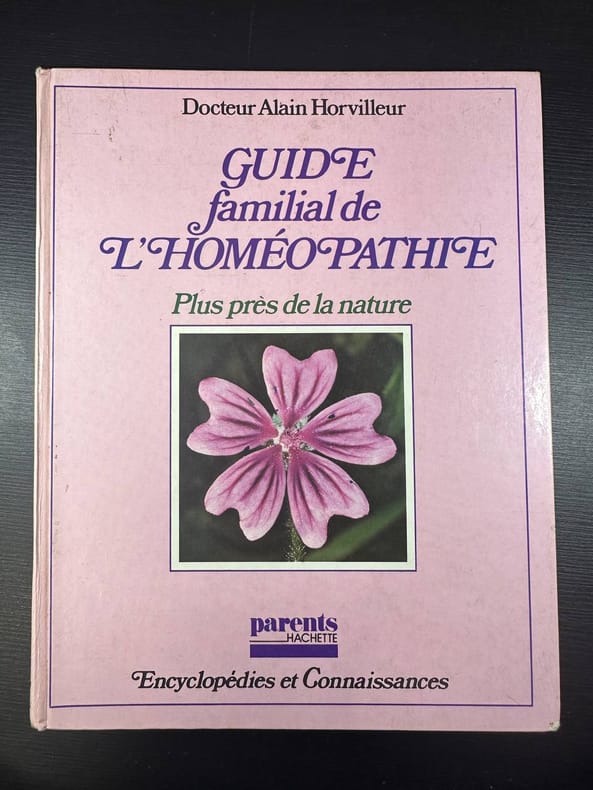 Docteur Alain Horvilleur
GUIDE
familial de
L'HOMÉOPATHIE
Plus près de la nature
parents
HACHETTE
Encyclopédies et Connaissances